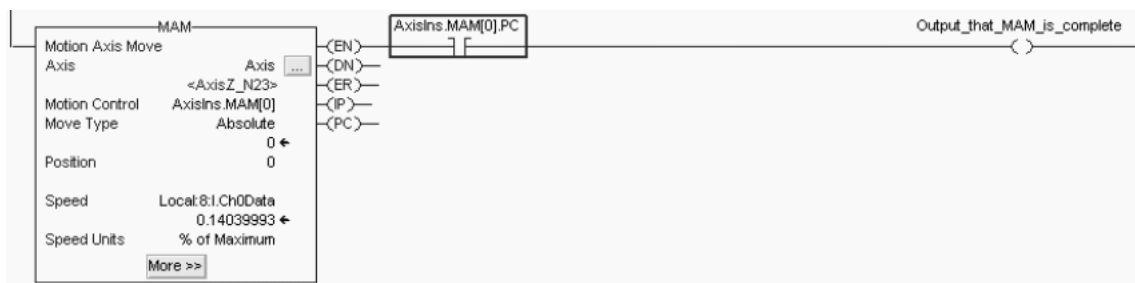 MAM
Motion Axis Move
Axis Axis ...
<AxisZ_N23>
Motion Control AxisIns.MAM[0]
Move Type Absolute
0 ←
Position 0
Speed Local:8:I.Ch0Data
0.14039993 ←
Speed Units % of Maximum
More >>
(EN)
(DN)
(ER)
(IP)
(PC)
AxisIns.MAM[0].PC
Output_that_MAM_is_complete